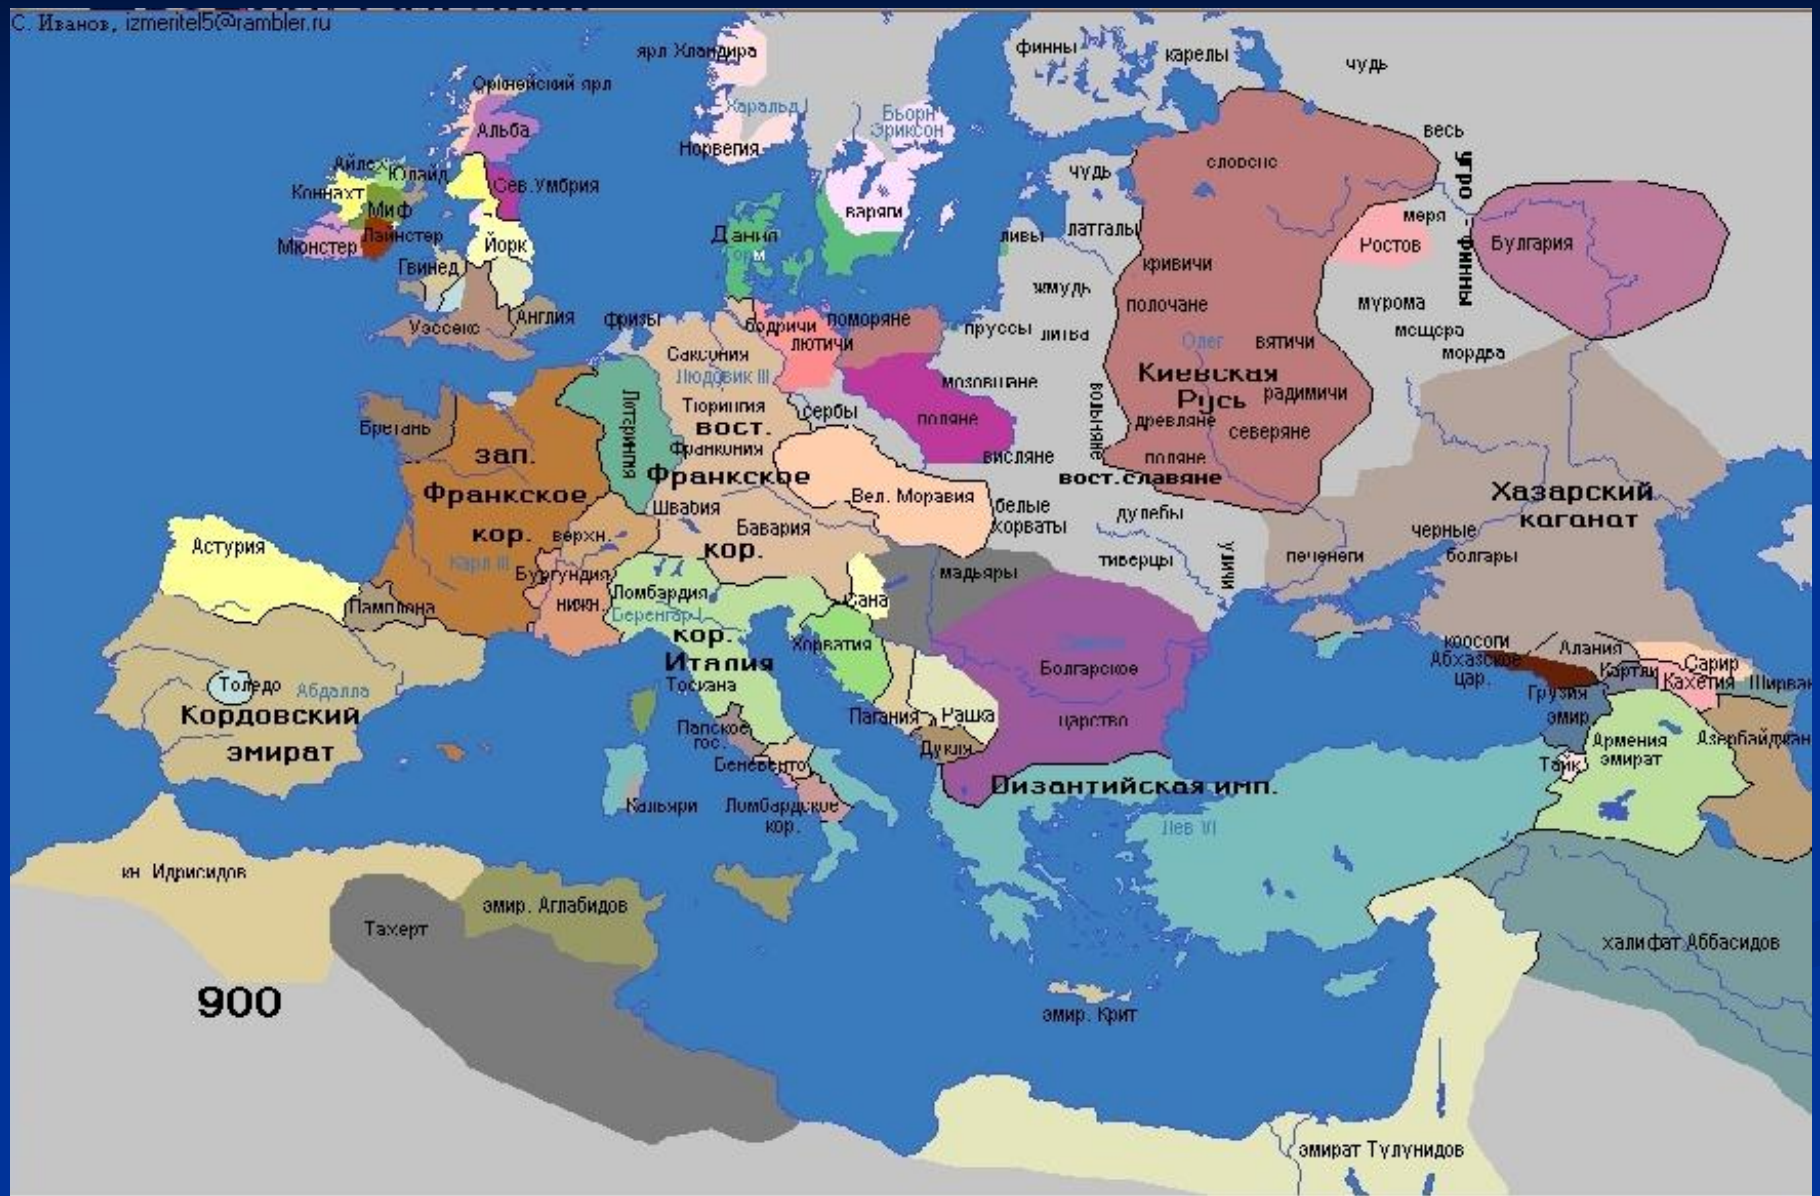 С. Иванов, izmeritel5@rambler.ru
ярл Хландира
финны
карелы
чудь
Оркнейский ярл
Харальд I
Бьорн
Эриксон
Альба
Норвегия
весь
словене
Айлех
Юлайд
Сев.Умбрия
чудь
угро - финны
Коннахт
Миф
варяги
меря
Лайнстер
Мюнстер
Йорк
Дания
ливы
латгалы
Ростов
Булгария
Гвинед
кривичи
жмудь
полочане
мурома
Уэссекс
Англия
фризы
бодричи
поморяне
лютичи
пруссы
литва
Олег
вятичи
мещера
мордва
Саксония
Людовик III
Киевская
Русь
мозовшане
радимичи
Лотерингия
Тюрингия
вост.
сербы
поляне
волыняне
древляне
северяне
Бретань
Франкония
зап.
висляне
поляне
Франкское
Франкское
вост.славяне
Вел. Моравия
Хазарский
каганат
Швабия
Бавария
белые
хорваты
дулебы
кор.
верхн.
кор.
черные
болгары
Астурия
Карл III
Бургундия
мадьяры
тиверцы
уличи
печенеги
Памплона
нижн.
Ломбардия
Беренгар I
Сана
кор.
Италия
Хорватия
Болгарское
царство
Алания
Абхазское
цар.
Картли
Сарир
Кахетия
Ширван
Толедо
Абдалла
Тоскана
Грузия
эмир.
Кордовский
эмират
Папское
гос.
Пагания
Рашка
Дукля
Армения
эмират
Азербайджан
Беневенто
Тайк
Византийская имп.
Кальяри
Ломбардское
кор.
Лев VI
кн. Идрисидов
эмир. Аглабидов
Тахерт
халифат Аббасидов
900
эмир. Крит
эмират Тулунидов